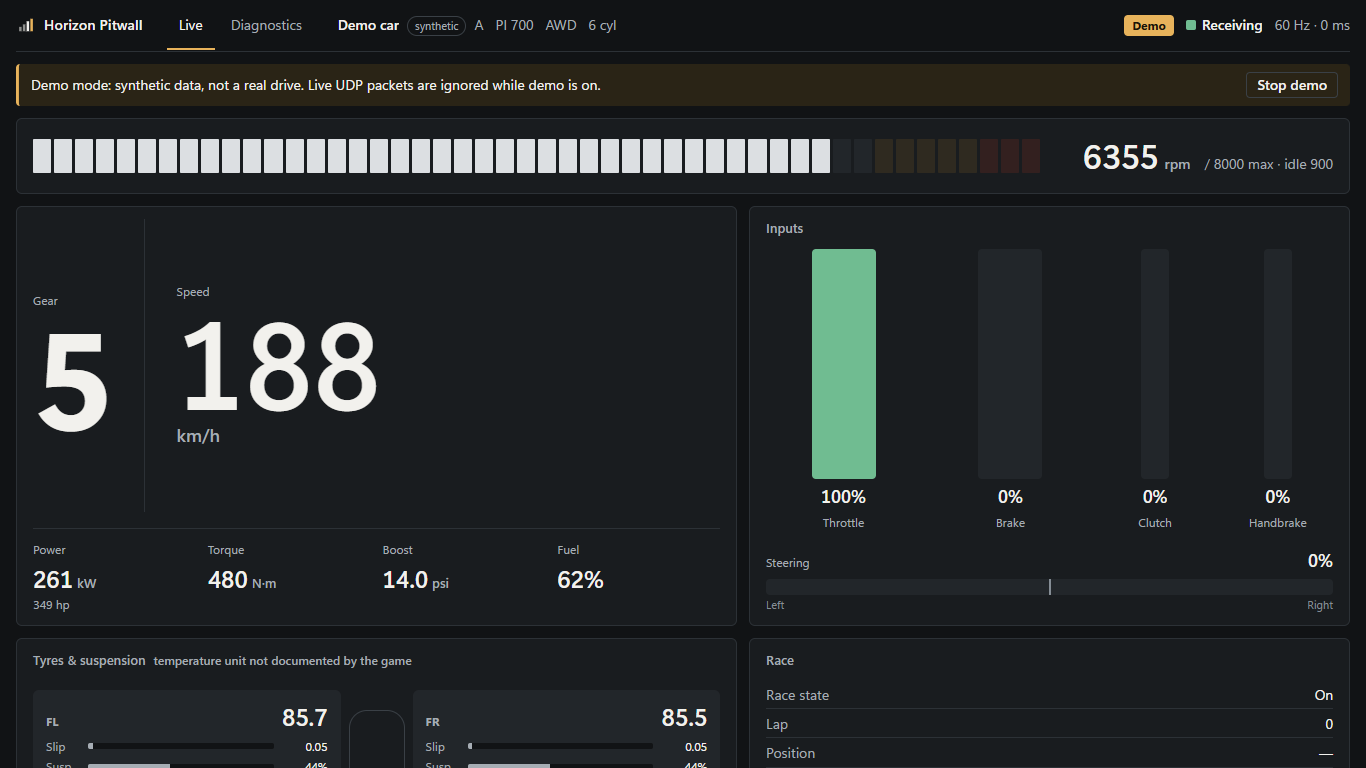 Horizon Pitwall Live Diagnostics Demo car synthetic A PI 700 AWD 6 cyl Demo Receiving 60 Hz · 0 ms
Demo mode: synthetic data, not a real drive. Live UDP packets are ignored while demo is on. Stop demo
6355 rpm / 8000 max · idle 900
Gear
5
Speed
188
km/h
Power
261 kW
349 hp
Torque
480 N·m
Boost
14.0 psi
Fuel
62%
Inputs
100% 0% 0% 0%
Throttle Brake Clutch Handbrake
Steering 0%
Left Right
Tyres & suspension temperature unit not documented by the game
FL 85.7
Slip 0.05
Susp 44%
FR 85.5
Slip 0.05
Susp 44%
Race
Race state On
Lap 0
Position —